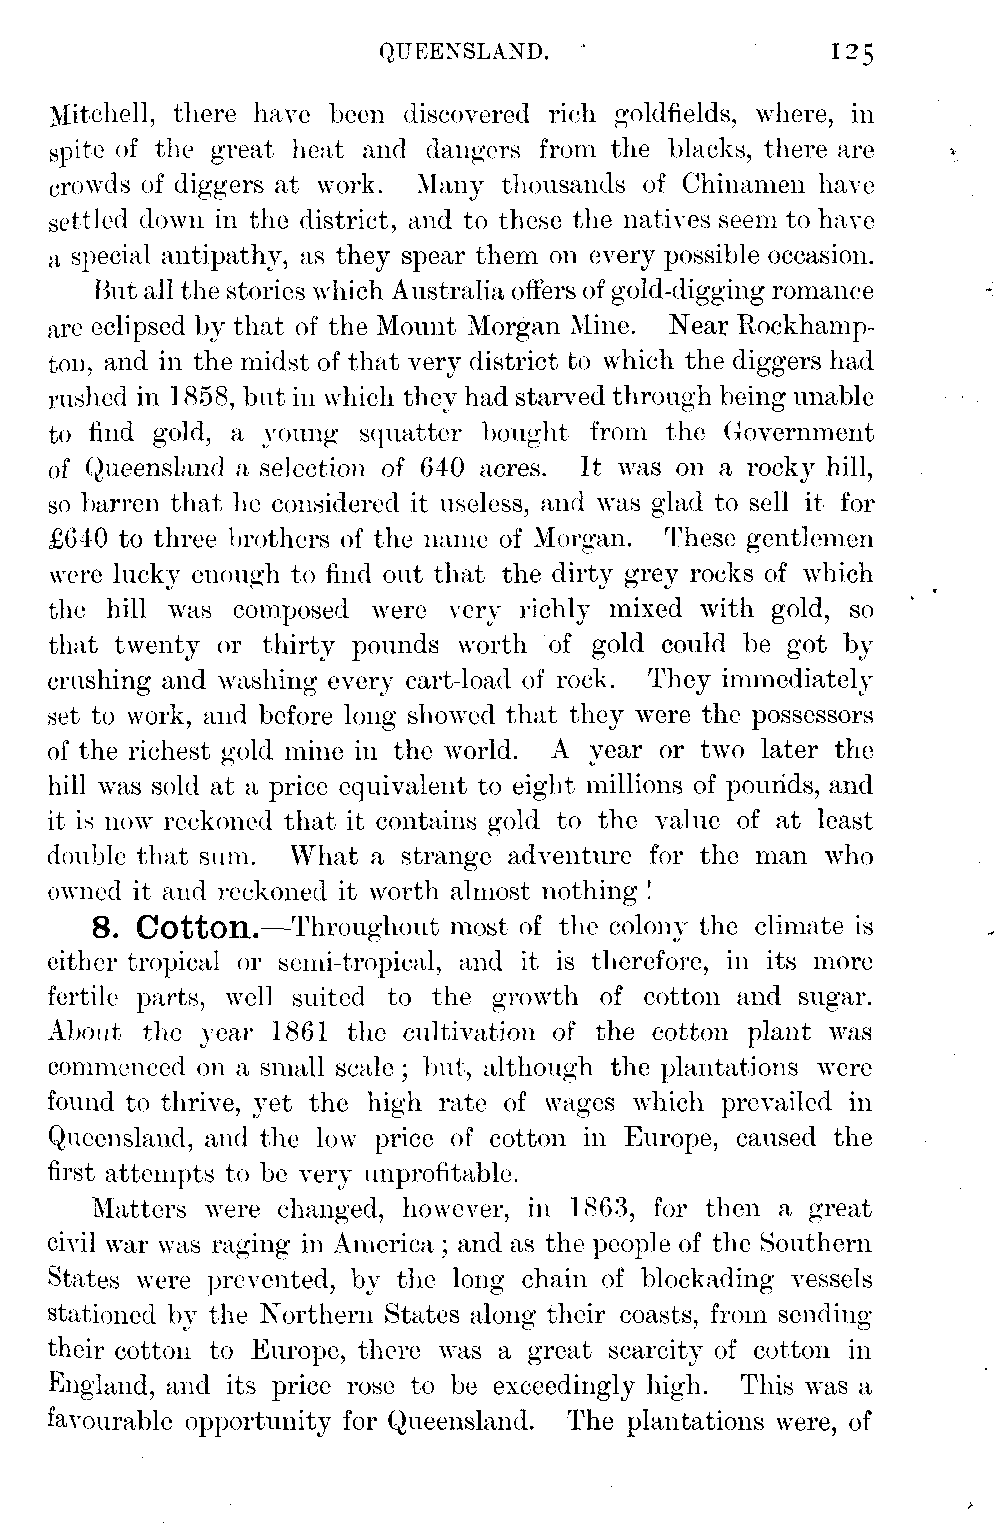 QUEENSLAND. 125
Mitchell, there have been discovered rich goldfields, where, in
spite of the great heat and dangers from the blacks, there are
crowds of diggers at work. Many thousands of Chinamen have
settled down in the district, and to these the natives seem to have
a special antipathy, as they spear them on every possible occasion.
But all the stories which Australia offers of gold-digging romance
are eclipsed by that of the Mount Morgan Mine. Near Rockhamp-
ton, and in the midst of that very district to which the diggers had
rushed in 1858, but in which they had starved through being unable
to find gold, a young squatter bought from the Government
of Queensland a selection of 640 acres. It was on a rocky hill,
so barren that he considered it useless, and was glad to sell it for
£640 to three brothers of the name of Morgan. These gentlemen
were lucky enough to find out that the dirty grey rocks of which
the hill was composed were very richly mixed with gold, so
that twenty or thirty pounds worth of gold could be got by
crushing and washing every cart-load of rock. They immediately
set to work, and before long showed that they were the possessors
of the richest gold mine in the world. A year or two later the
hill was sold at a price equivalent to eight millions of pounds, and
it is now reckoned that it contains gold to the value of at least
double that sum. What a strange adventure for the man who
owned it and reckoned it worth almost nothing!
8. Cotton.—Throughout most of the colony the climate is
either tropical or semi-tropical, and it is therefore, in its more
fertile parts, well suited to the growth of cotton and sugar.
About the year 1861 the cultivation of the cotton plant was
commenced on a small scale; but, although the plantations were
found to thrive, yet the high rate of wages which prevailed in
Queensland, and the low price of cotton in Europe, caused the
first attempts to be very unprofitable.
Matters were changed, however, in 1863, for then a great
civil war was raging in America; and as the people of the Southern
States were prevented, by the long chain of blockading vessels
stationed by the Northern States along their coasts, from sending
their cotton to Europe, there was a great scarcity of cotton in
England, and its price rose to be exceedingly high. This was a
favourable opportunity for Queensland. The plantations were, of